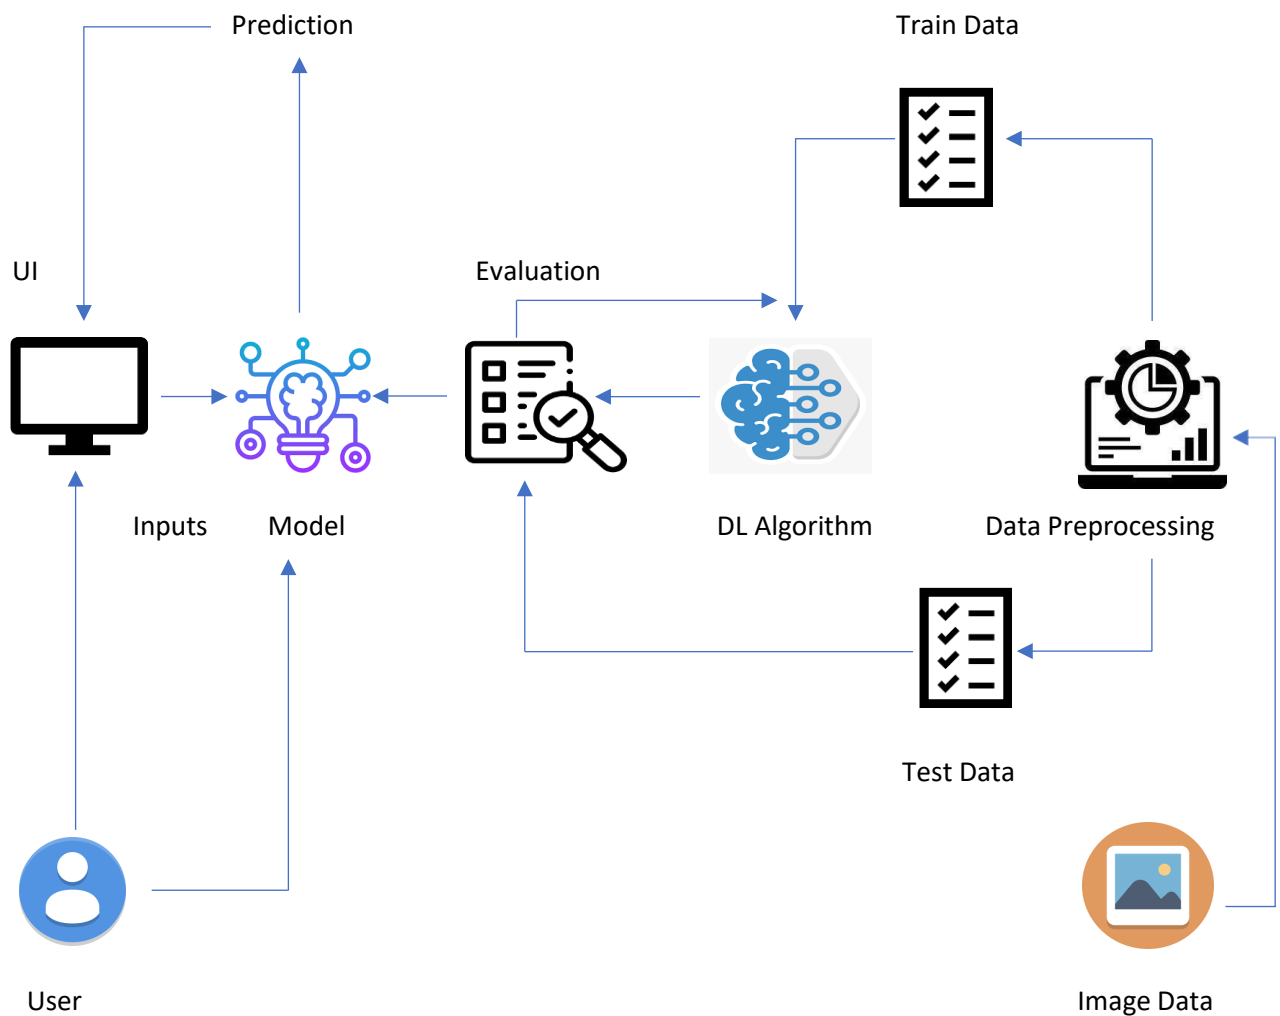 Prediction
Train Data
UI
Evaluation
Inputs
Model
DL Algorithm
Data Preprocessing
Test Data
User
Image Data